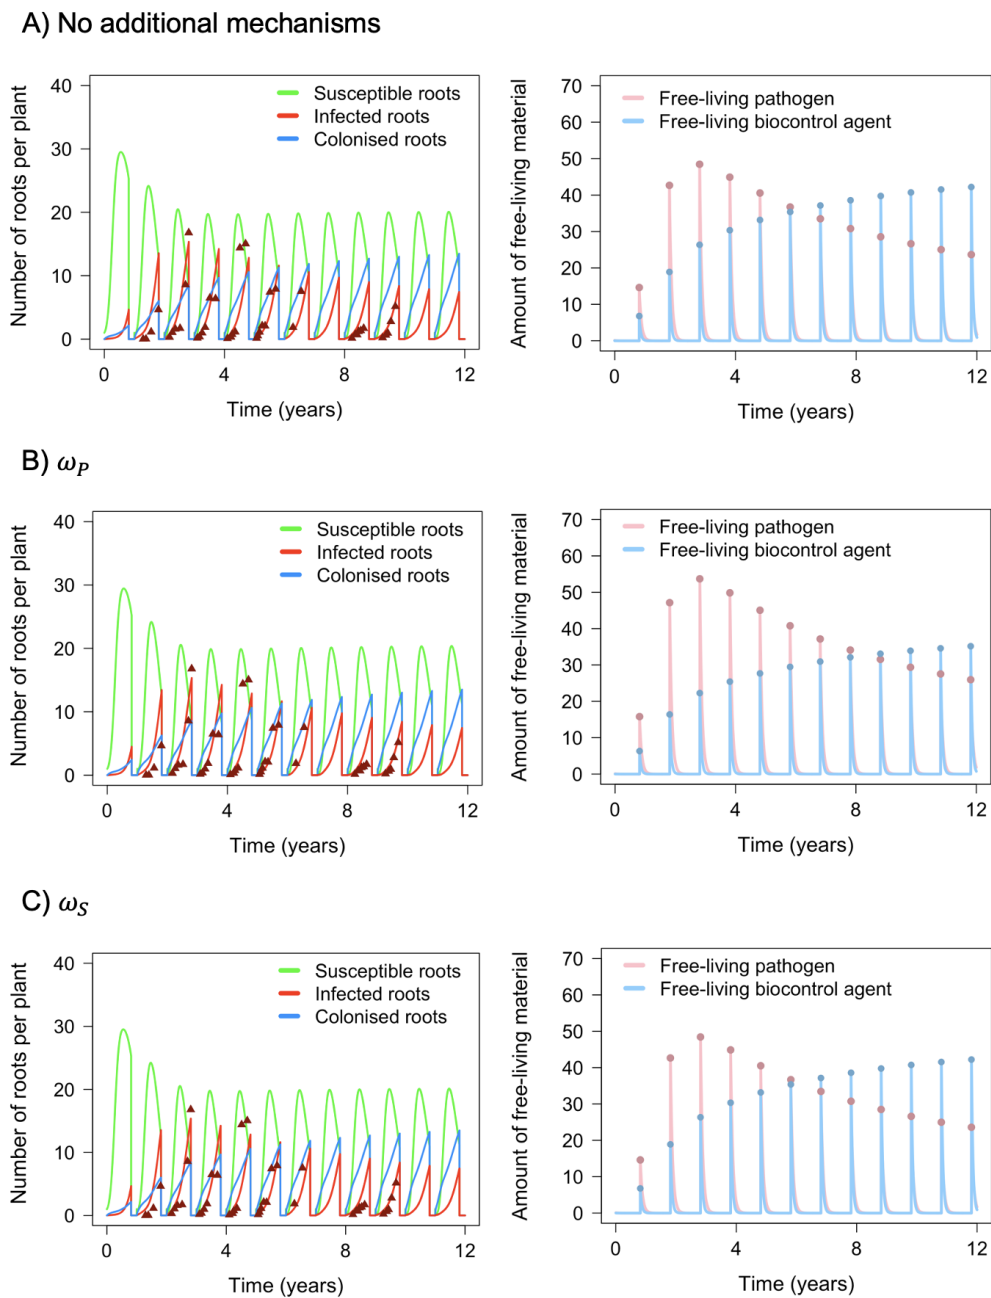 A) No additional mechanisms
Number of roots per plant
40
30
20
10
0
Susceptible roots
Infected roots
Colonised roots
0 4 8 12
Time (years)
Amount of free-living material
70
60
50
40
30
20
10
0
Free-living pathogen
Free-living biocontrol agent
0 4 8 12
Time (years)
B) ω_P
Number of roots per plant
40
30
20
10
0
Susceptible roots
Infected roots
Colonised roots
0 4 8 12
Time (years)
Amount of free-living material
70
60
50
40
30
20
10
0
Free-living pathogen
Free-living biocontrol agent
0 4 8 12
Time (years)
C) ω_S
Number of roots per plant
40
30
20
10
0
Susceptible roots
Infected roots
Colonised roots
0 4 8 12
Time (years)
Amount of free-living material
70
60
50
40
30
20
10
0
Free-living pathogen
Free-living biocontrol agent
0 4 8 12
Time (years)